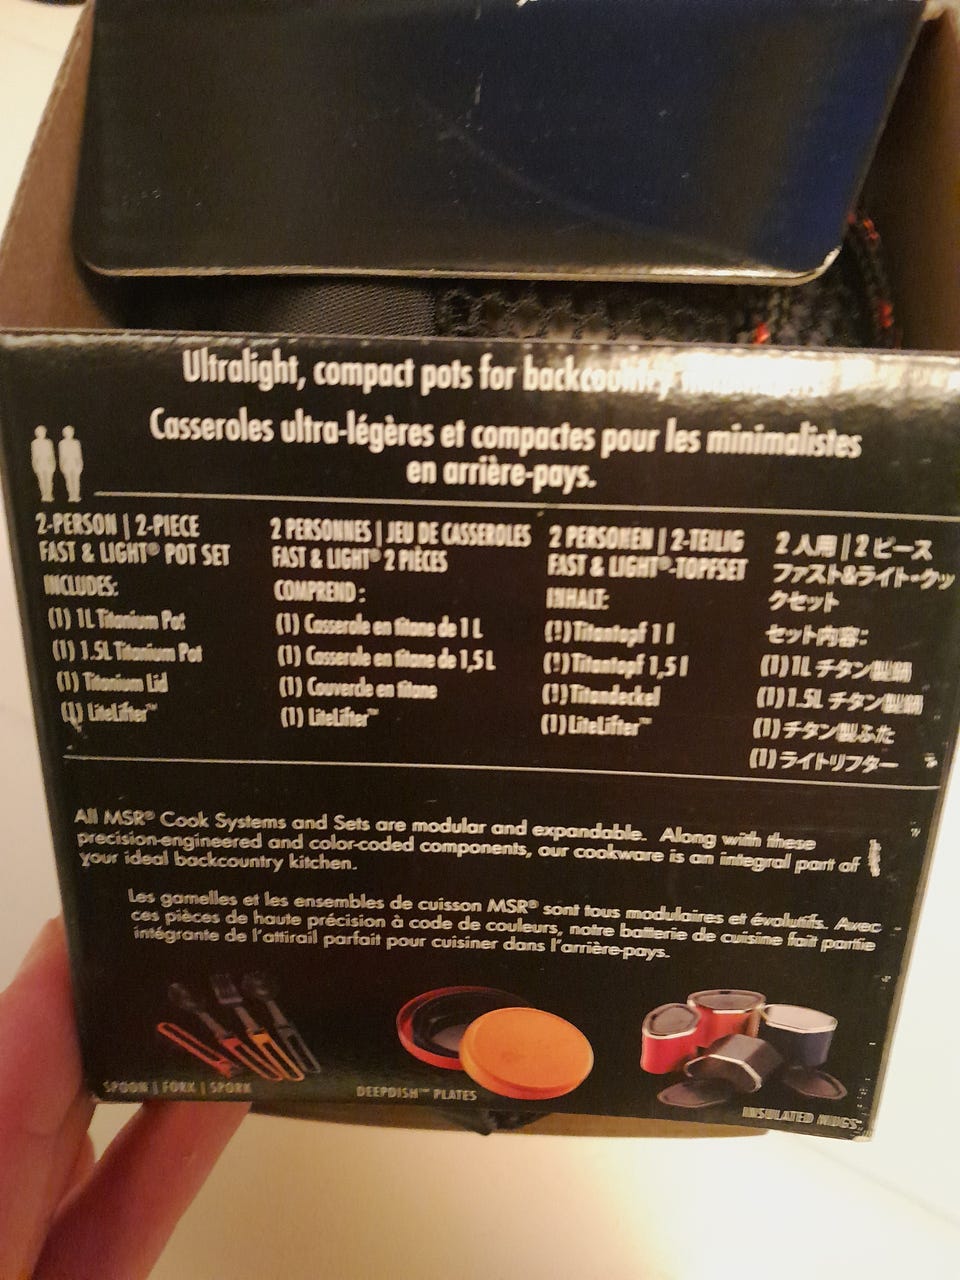 Ultralight, compact pots for backcountry
Casseroles ultra-légères et compactes pour les minimalistes
en arrière-pays.
2-PERSON | 2-PIECE
FAST & LIGHT® POT SET
INCLUDES:
(1) 1L Titanium Pot
(1) 1.5L Titanium Pot
(1) Titanium Lid
(1) LiteLifter™
2 PERSONNES | JEU DE CASSEROLES
FAST & LIGHT® 2 PIÈCES
COMPREND :
(1) Casserole en titane de 1 L
(1) Casserole en titane de 1,5 L
(1) Couvercle en titane
(1) LiteLifter™
2 PERSONEN | 2-TEILIG
FAST & LIGHT®-TOPFSET
INHALT:
(1) Titantopf 1 l
(1) Titantopf 1,5 l
(1) Titandeckel
(1) LiteLifter™
2 人用 | 2 ピース
ファスト&ライト・クッ
クセット
セット内容:
(1) 1L チタン製鍋
(1) 1.5L チタン製鍋
(1) チタン製ふた
(1) ライトリフター
All MSR® Cook Systems and Sets are modular and expandable. Along with these
precision-engineered and color-coded components, our cookware is an integral part of
your ideal backcountry kitchen.
Les gamelles et les ensembles de cuisson MSR® sont tous modulaires et évolutifs. Avec
ces pièces de haute précision à code de couleurs, notre batterie de cuisine fait partie
intégrante de l'attirail parfait pour cuisiner dans l'arrière-pays.
SPOON | FORK | SPORK
DEEPDISH™ PLATES
INSULATED MUGS